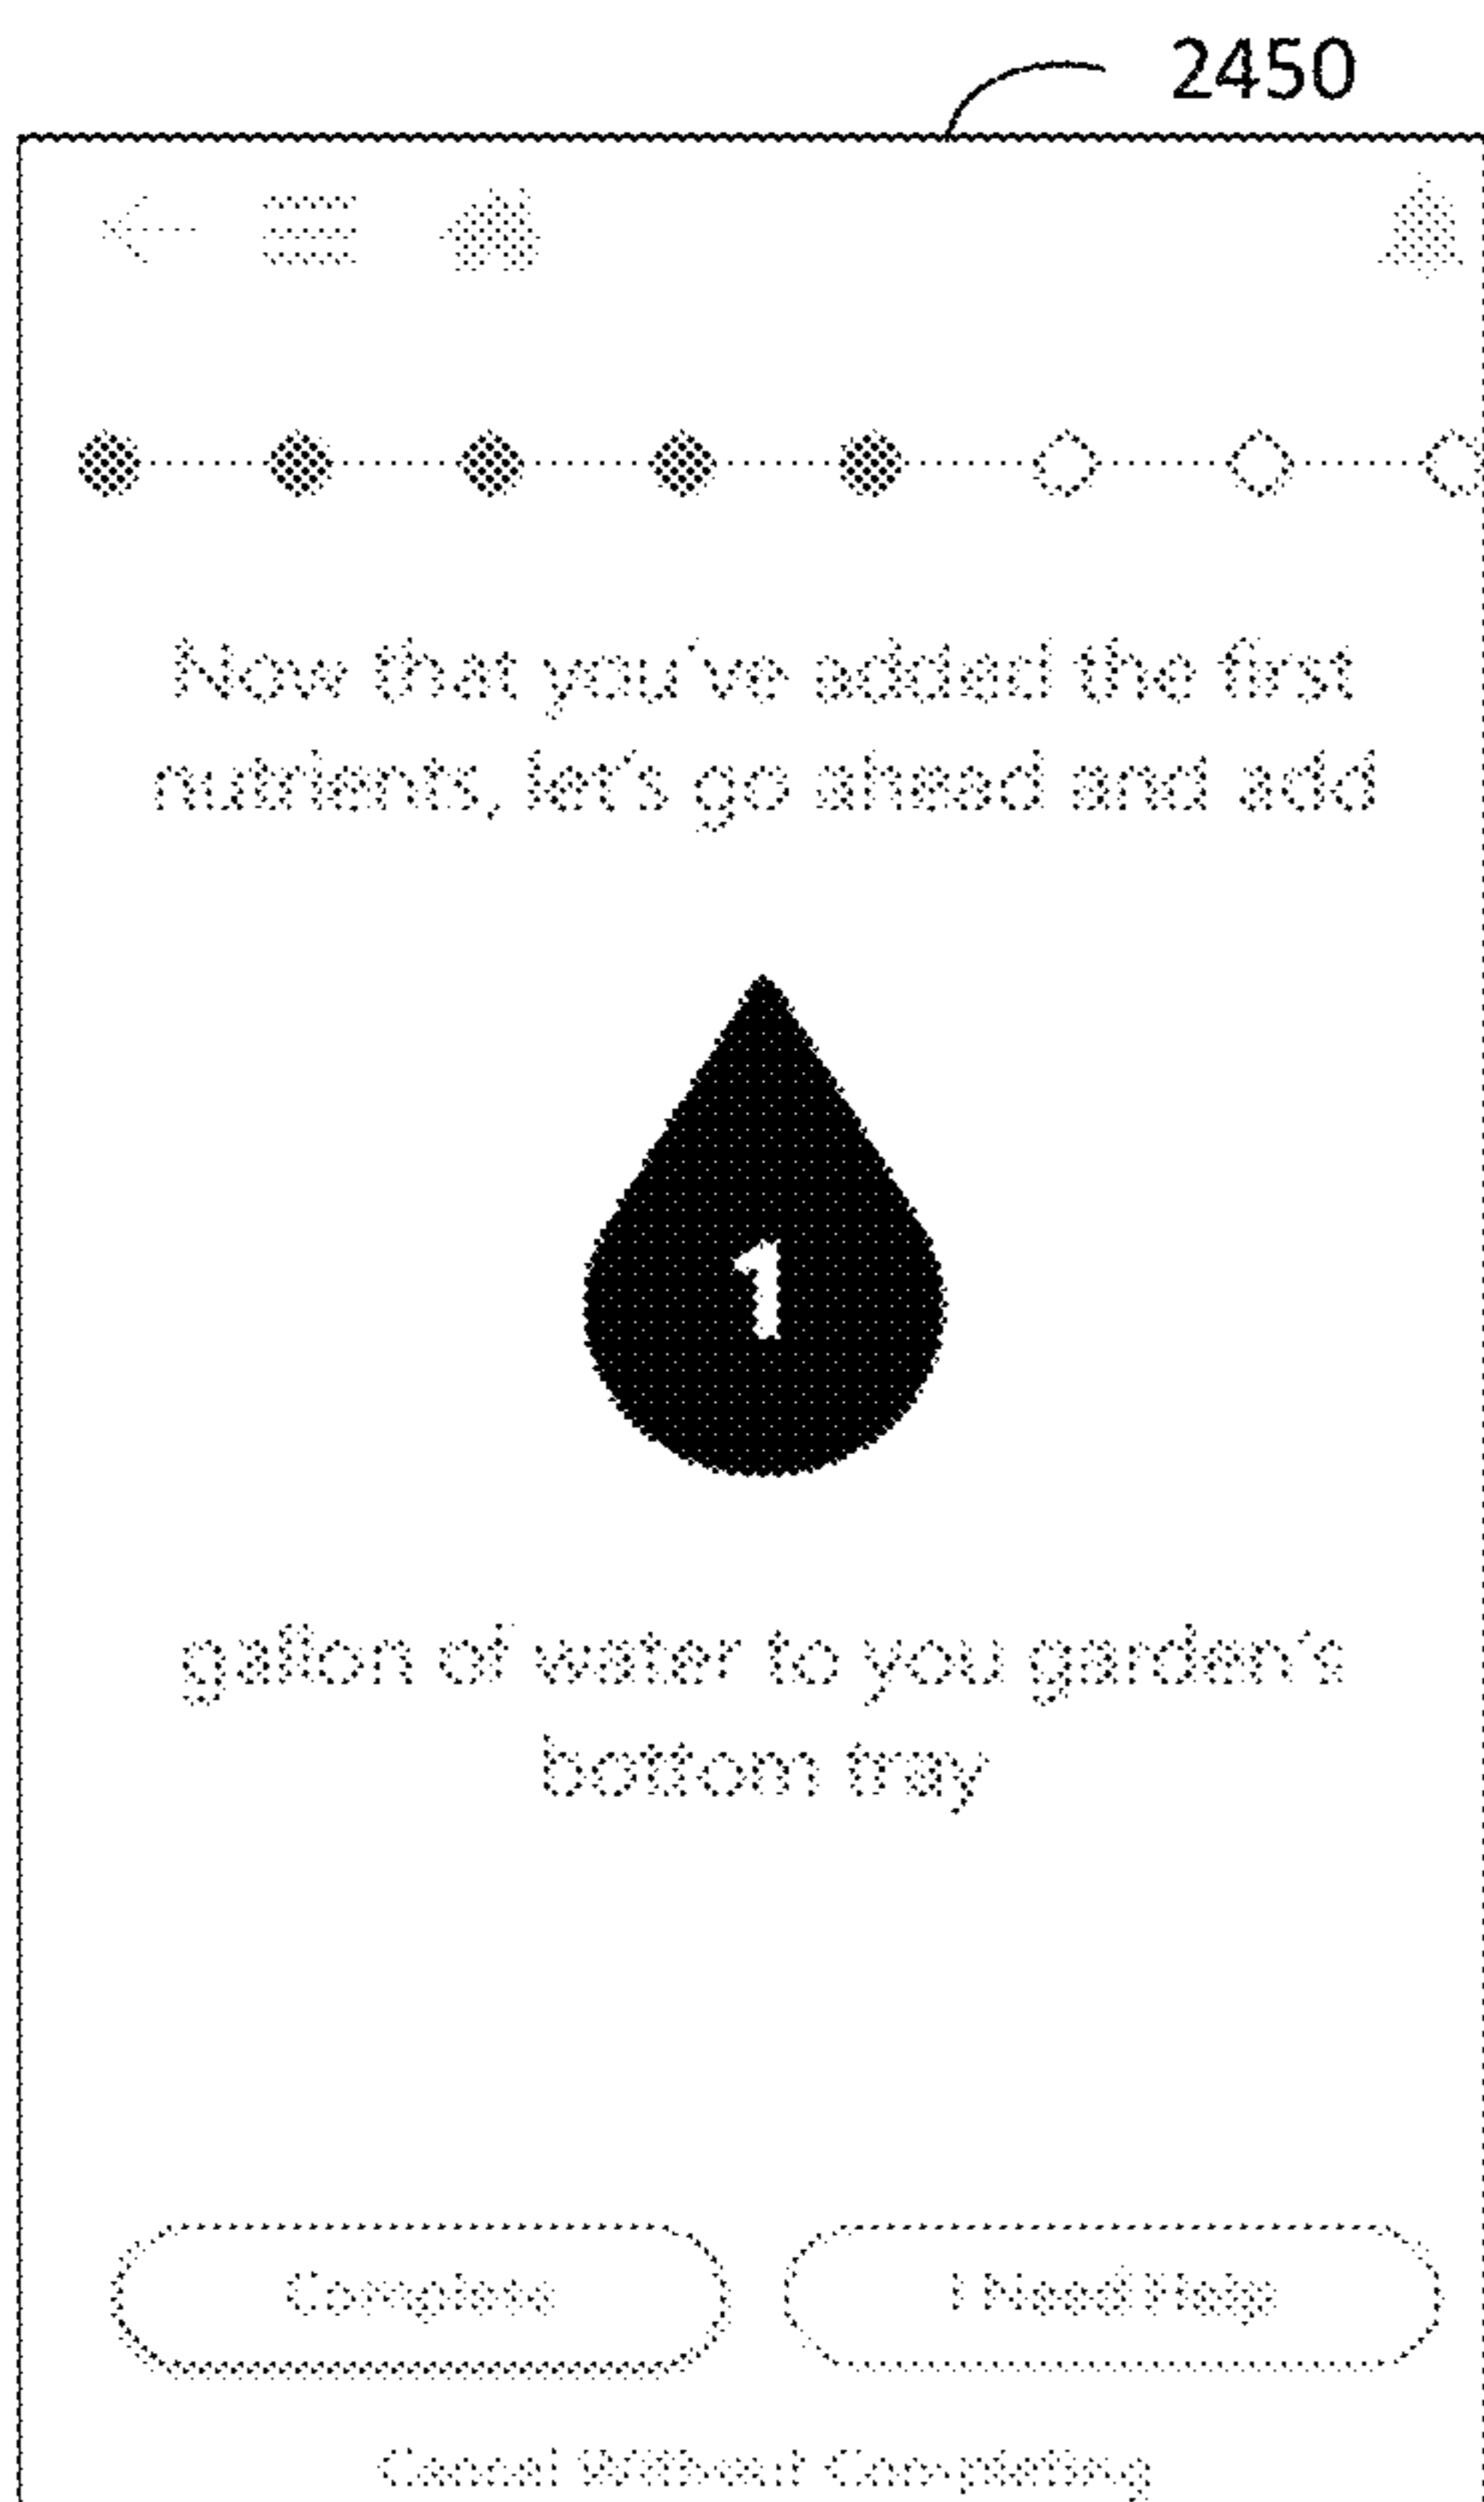 2450
Now that you've added the first
nutrients, let's go ahead and add
1
gallon of water to you garden's
bottom tray
Complete
I Need Help
Cancel Without Completing